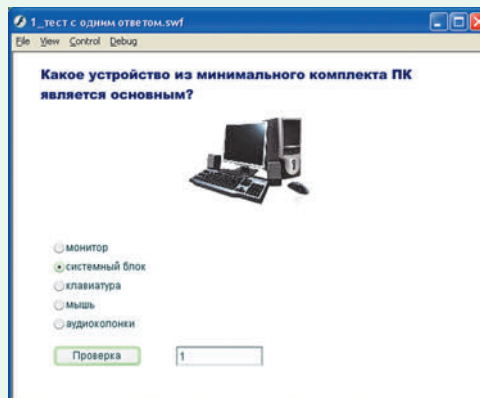 1_тест с одним ответом.swf
File View Control Debug
Какое устройство из минимального комплекта ПК
является основным?
1
монитор
системный блок
клавиатура
мышь
аудиоколонки
Проверка 1